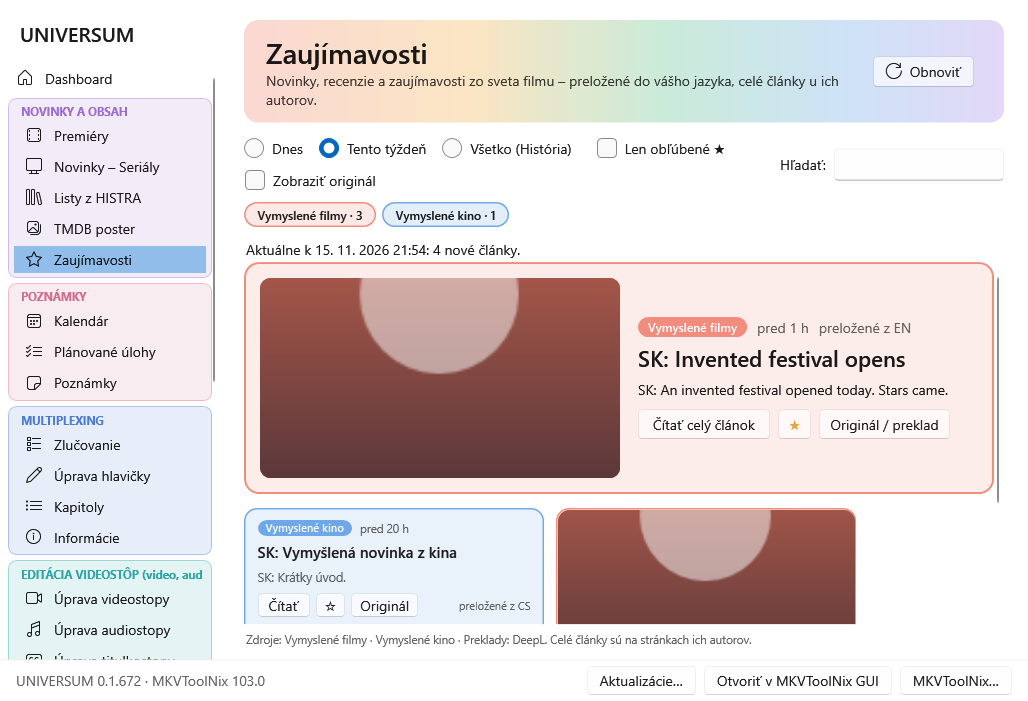 UNIVERSUM
Dashboard
NOVINKY A OBSAH
Premiéry
Novinky – Seriály
Listy z HISTRA
TMDB poster
Zaujímavosti
POZNÁMKY
Kalendár
Plánované úlohy
Poznámky
MULTIPLEXING
Zlučovanie
Úprava hlavičky
Kapitoly
Informácie
EDITÁCIA VIDEOSTÔP (video, aud
Úprava videostopy
Úprava audiostopy
Zaujímavosti
Novinky, recenzie a zaujímavosti zo sveta filmu – preložené do vášho jazyka, celé články u ich
autorov.
Obnoviť
Dnes Tento týždeň Všetko (História) Len obľúbené ★
Zobraziť originál
Hľadať:
Vymyslené filmy · 3 Vymyslené kino · 1
Aktuálne k 15. 11. 2026 21:54: 4 nové články.
Vymyslené filmy pred 1 h preložené z EN
SK: Invented festival opens
SK: An invented festival opened today. Stars came.
Čítať celý článok ★ Originál / preklad
Vymyslené kino pred 20 h
SK: Vymyšlená novinka z kina
SK: Krátky úvod.
Čítať ☆ Originál preložené z CS
Zdroje: Vymyslené filmy · Vymyslené kino · Preklady: DeepL. Celé články sú na stránkach ich autorov.
UNIVERSUM 0.1.672 · MKVToolNix 103.0
Aktualizácie... Otvoriť v MKVToolNix GUI MKVToolNix...